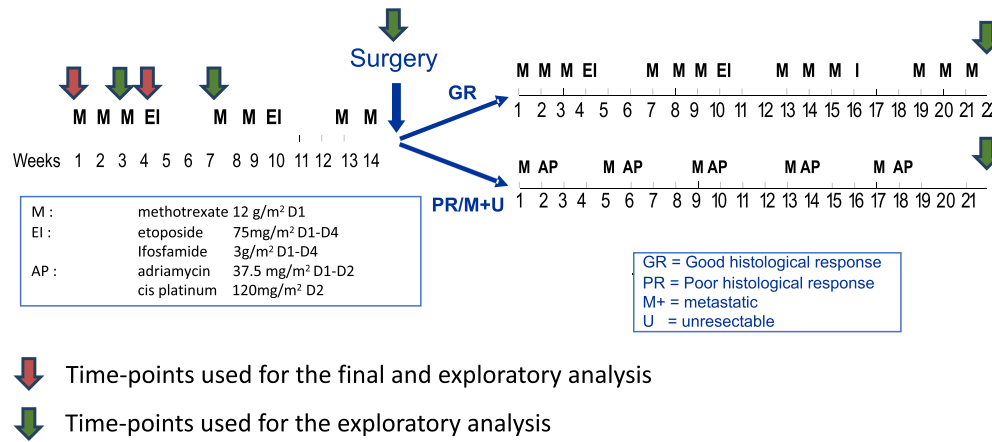 Surgery
M M M EI M M EI M M
Weeks 1 2 3 4 5 6 7 8 9 10 11 12 13 14
GR
M M M EI M M M EI M M M I M M M
1 2 3 4 5 6 7 8 9 10 11 12 13 14 15 16 17 18 19 20 21 22
PR/M+U
M AP M AP M AP M AP M AP
1 2 3 4 5 6 7 8 9 10 11 12 13 14 15 16 17 18 19 20 21
M : methotrexate 12 g/m² D1
EI : etoposide 75mg/m² D1-D4
Ifosfamide 3g/m² D1-D4
AP : adriamycin 37.5 mg/m² D1-D2
cis platinum 120mg/m² D2
GR = Good histological response
PR = Poor histological response
M+ = metastatic
U = unresectable
Time-points used for the final and exploratory analysis
Time-points used for the exploratory analysis